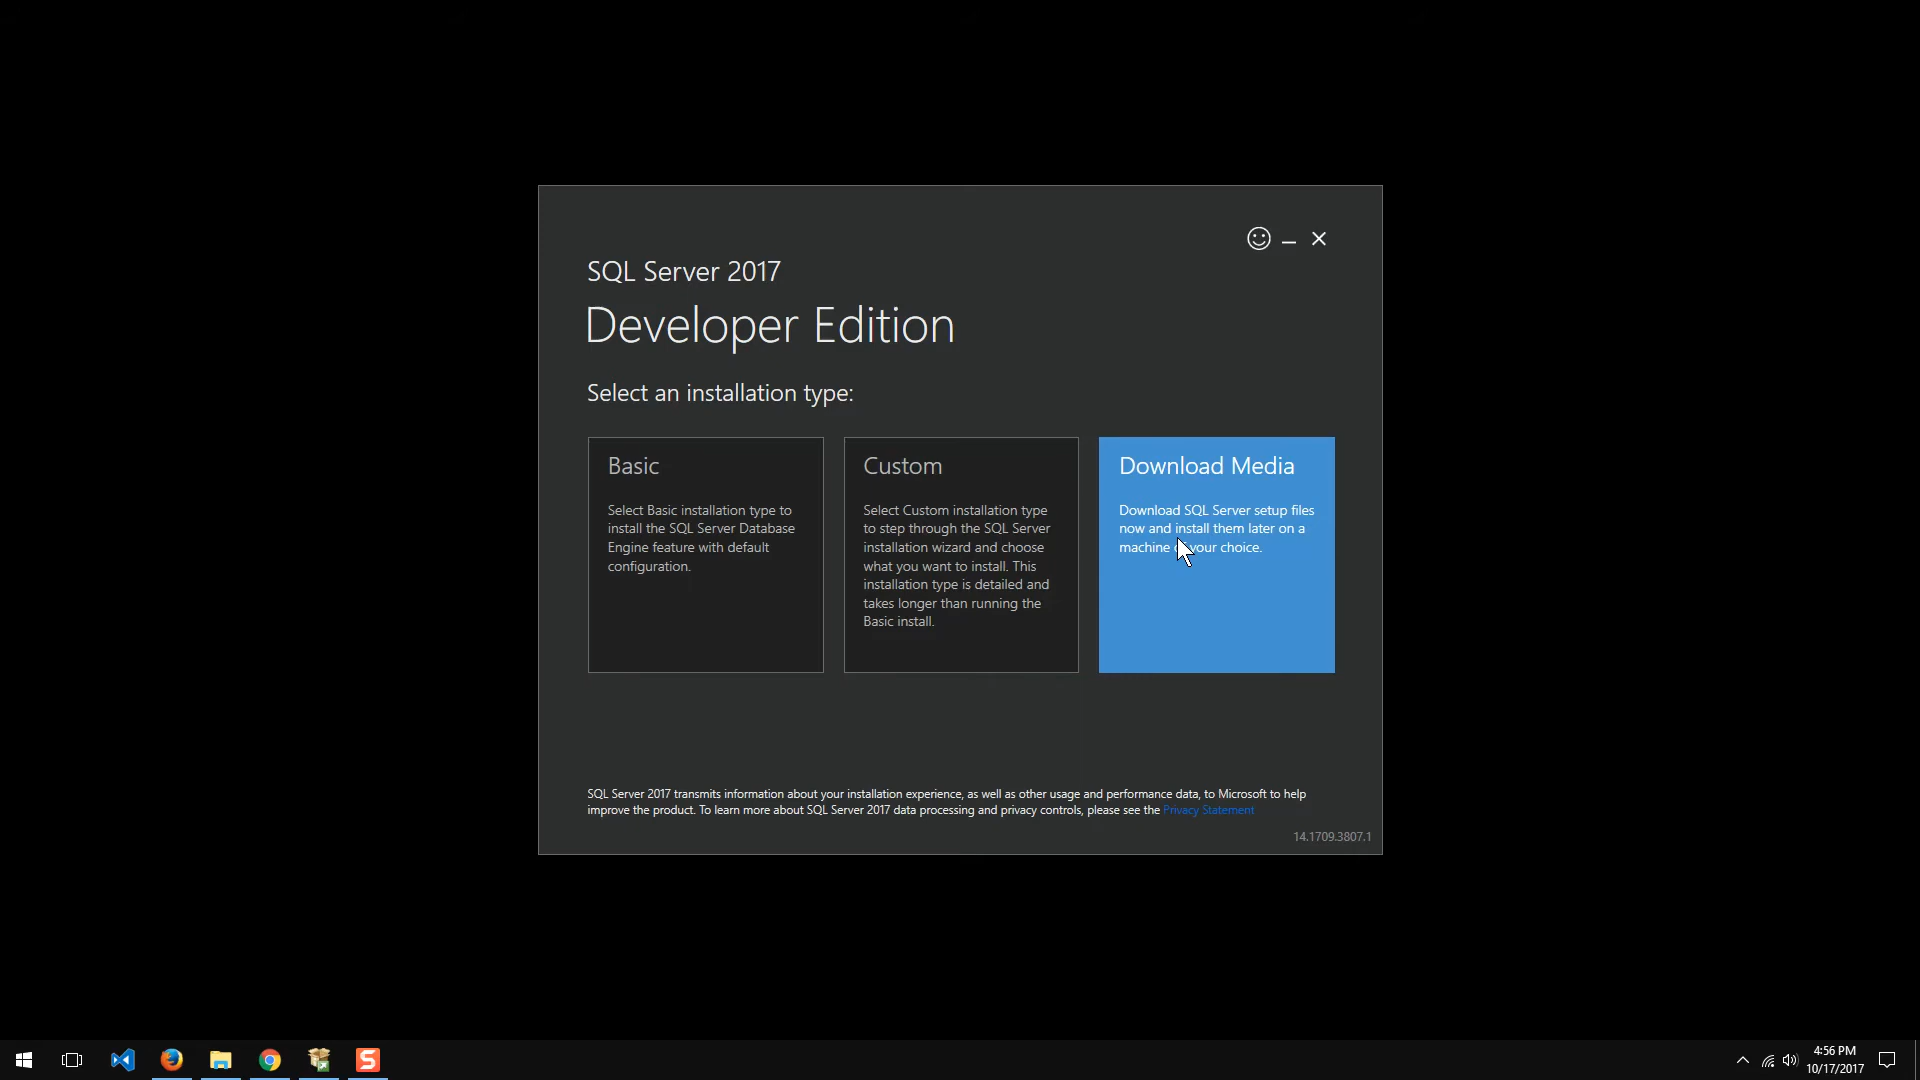 SQL Server 2017
Developer Edition
Select an installation type:
Basic
Select Basic installation type to
install the SQL Server Database
Engine feature with default
configuration.
Custom
Select Custom installation type
to step through the SQL Server
installation wizard and choose
what you want to install. This
installation type is detailed and
takes longer than running the
Basic install.
Download Media
Download SQL Server setup files
now and install them later on a
machine of your choice.
SQL Server 2017 transmits information about your installation experience, as well as other usage and performance data, to Microsoft to help
improve the product. To learn more about SQL Server 2017 data processing and privacy controls, please see the Privacy Statement
14.1709.3807.1
4:56 PM
10/17/2017